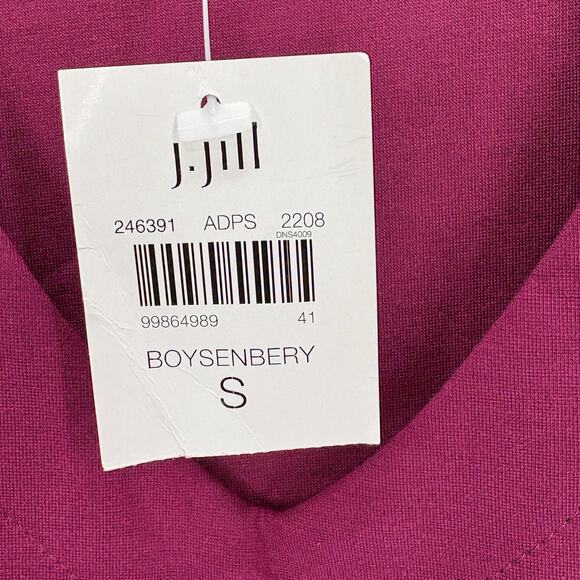 J.Jill
246391 ADPS 2208
DNS4009
99864989 41
BOYSENBERY
S